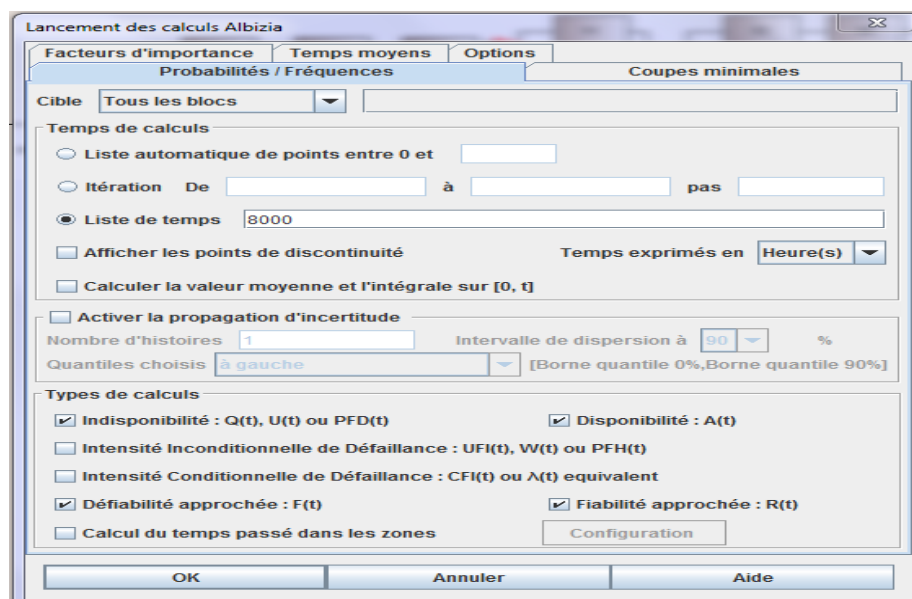 Lancement des calculs Albizia
Facteurs d'importance Temps moyens Options
Probabilités / Fréquences Coupes minimales
Cible Tous les blocs
Temps de calculs
Liste automatique de points entre 0 et
Itération De à pas
Liste de temps 8000
Afficher les points de discontinuité Temps exprimés en Heure(s)
Calculer la valeur moyenne et l'intégrale sur [0, t]
Activer la propagation d'incertitude
Nombre d'histoires 1 Intervalle de dispersion à 90 %
Quantiles choisis à gauche [Borne quantile 0%,Borne quantile 90%]
Types de calculs
Indisponibilité : Q(t), U(t) ou PFD(t) Disponibilité : A(t)
Intensité Inconditionnelle de Défaillance : UFI(t), W(t) ou PFH(t)
Intensité Conditionnelle de Défaillance : CFI(t) ou λ(t) equivalent
Défiabilité approchée : F(t) Fiabilité approchée : R(t)
Calcul du temps passé dans les zones Configuration
OK Annuler Aide